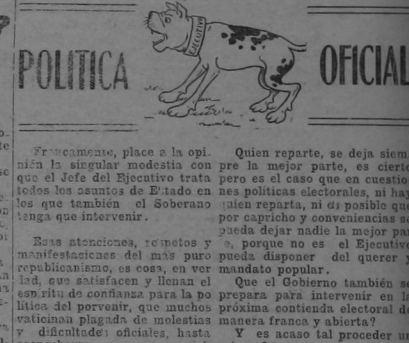 POLITICA
EJECUTIVO
OFICIAL
Francamente, place a la opi-
nión la singular modestia con
que el Jefe del Ejecutivo trata
todos los asuntos de Estado en
los que también el Soberano
tenga que intervenir.
Esas atenciones, respetos y
manifestaciones del más puro
republicanismo, es cosa, en ver
dad, que satisfacen y llenan el
espíritu de confianza para la po
lítica del porvenir, que muchos
vaticinan plagada de molestias
y dificultades oficiales, hasta
Quien reparte, se deja siem
pre la mejor parte, es cierto
pero es el caso que en cuestio
nes políticas electorales, ni hay
quien reparta, ni es posible que
por capricho y conveniencias se
pueda dejar nadie la mejor par
e, porque no es el Ejecutivo
pueda disponer del querer y
mandato popular.
Que el Gobierno también se
prepara para intervenir en la
próxima contienda electoral de
manera franca y abierta?
Y es acaso tal proceder un